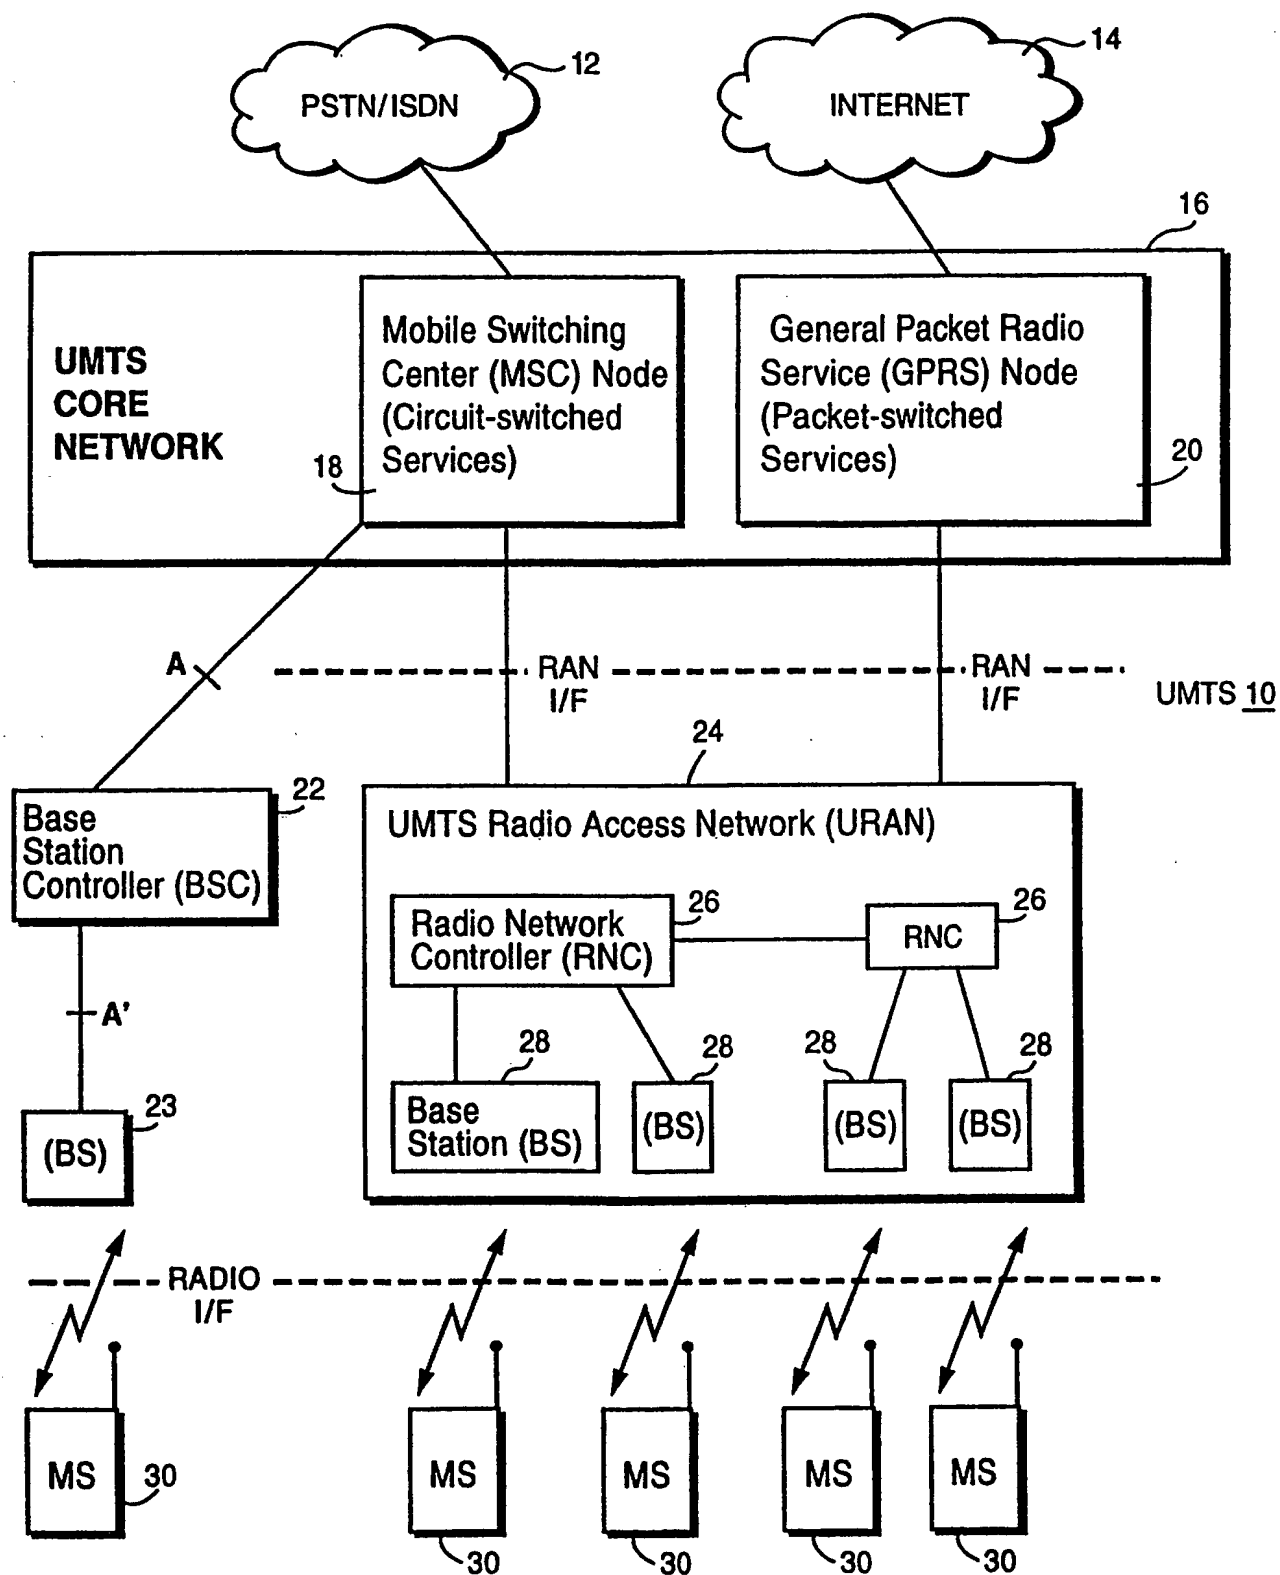 12
14
PSTN/ISDN
INTERNET
16
UMTS
CORE
NETWORK
Mobile Switching
Center (MSC) Node
(Circuit-switched
Services)
18
General Packet Radio
Service (GPRS) Node
(Packet-switched
Services)
20
A
RAN
I/F
RAN
I/F
UMTS 10
24
22
Base
Station
Controller (BSC)
UMTS Radio Access Network (URAN)
26
Radio Network
Controller (RNC)
26
RNC
A'
28
28
28
28
23
(BS)
Base
Station (BS)
(BS)
(BS)
(BS)
RADIO
I/F
MS
30
MS
MS
MS
MS
30
30
30
30